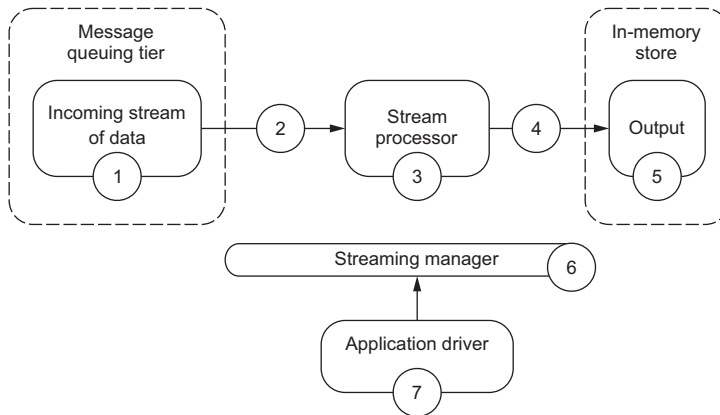 Message
queuing tier
In-memory
store
Incoming stream
of data
Stream
processor
Output
1
2
3
4
5
Streaming manager
6
Application driver
7